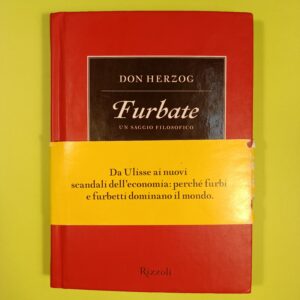 DON HERZOG
Furbate
UN SAGGIO FILOSOFICO
Da Ulisse ai nuovi
scandali dell'economia: perché furbi
e furbetti dominano il mondo.
Rizzoli